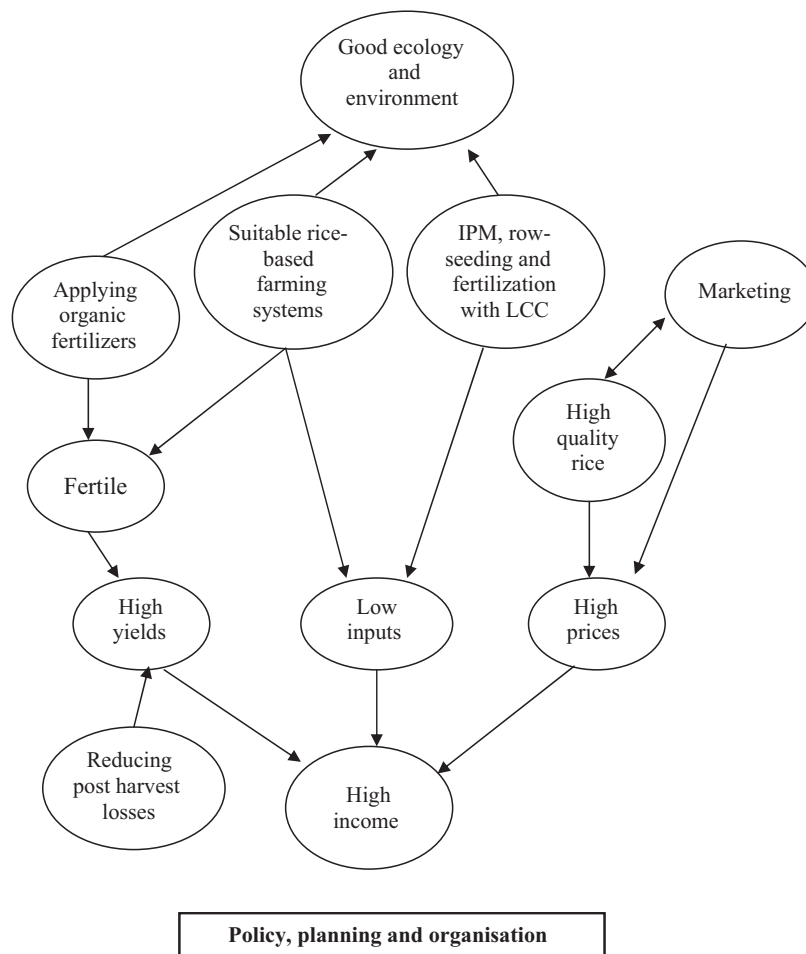 Good ecology
and
environment
Suitable rice-
based
farming
systems
IPM, row-
seeding and
fertilization
with LCC
Applying
organic
fertilizers
Marketing
High
quality
rice
Fertile
High
yields
Low
inputs
High
prices
Reducing
post harvest
losses
High
income
Policy, planning and organisation